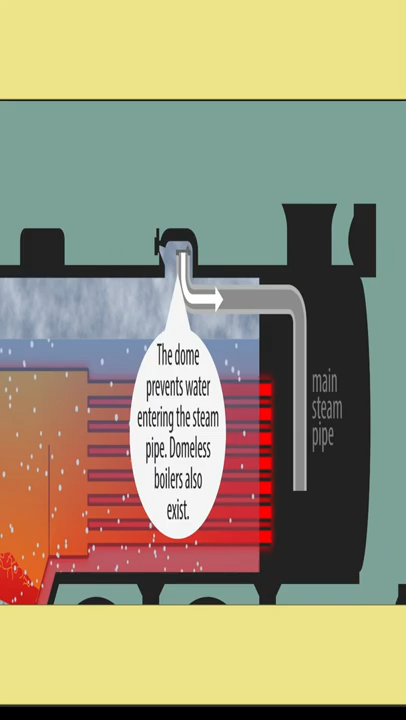 The dome
prevents water
entering the steam
pipe. Domeless
boilers also
exist.
main
steam
pipe